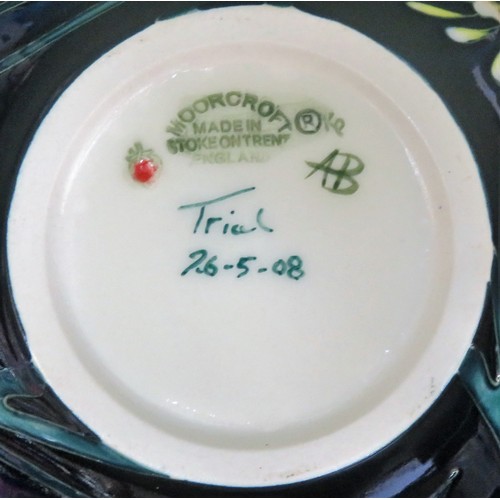 MOORCROFT ®
MADE IN
STOKE ON TRENT
ENGLAND
AB
Trial
26-5-08